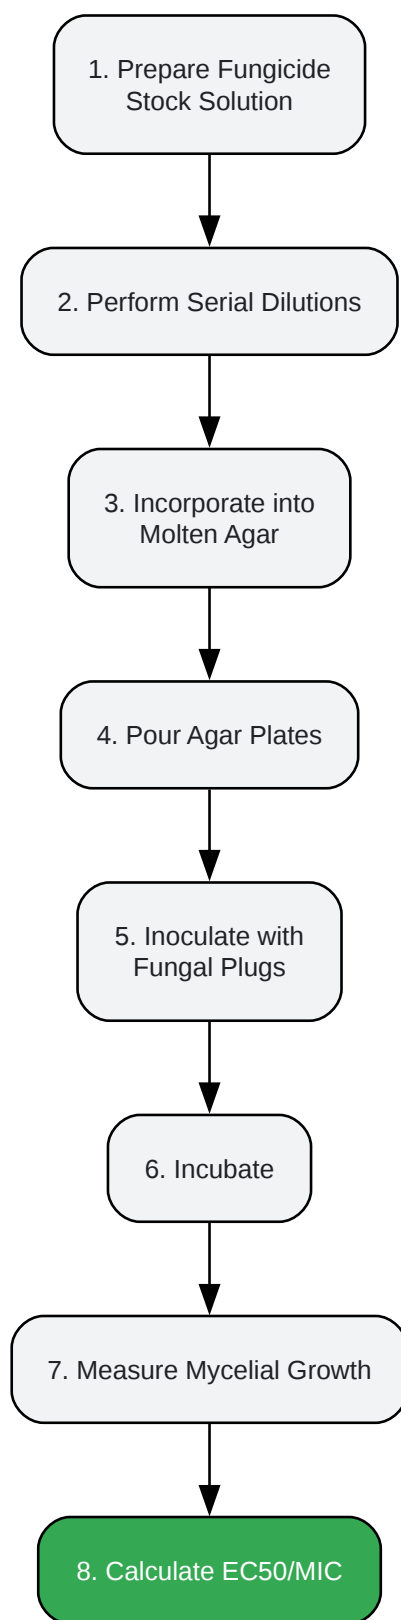 1. Prepare Fungicide
Stock Solution
2. Perform Serial Dilutions
3. Incorporate into
Molten Agar
4. Pour Agar Plates
5. Inoculate with
Fungal Plugs
6. Incubate
7. Measure Mycelial Growth
8. Calculate EC50/MIC